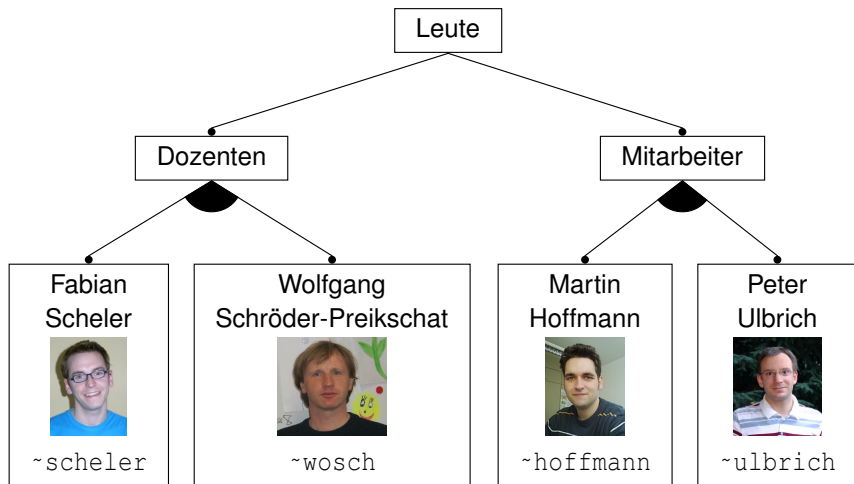 Leute
Dozenten
Mitarbeiter
Fabian
Scheler
~scheler
Wolfgang
Schröder-Preikschat
~wosch
Martin
Hoffmann
~hoffmann
Peter
Ulbrich
~ulbrich